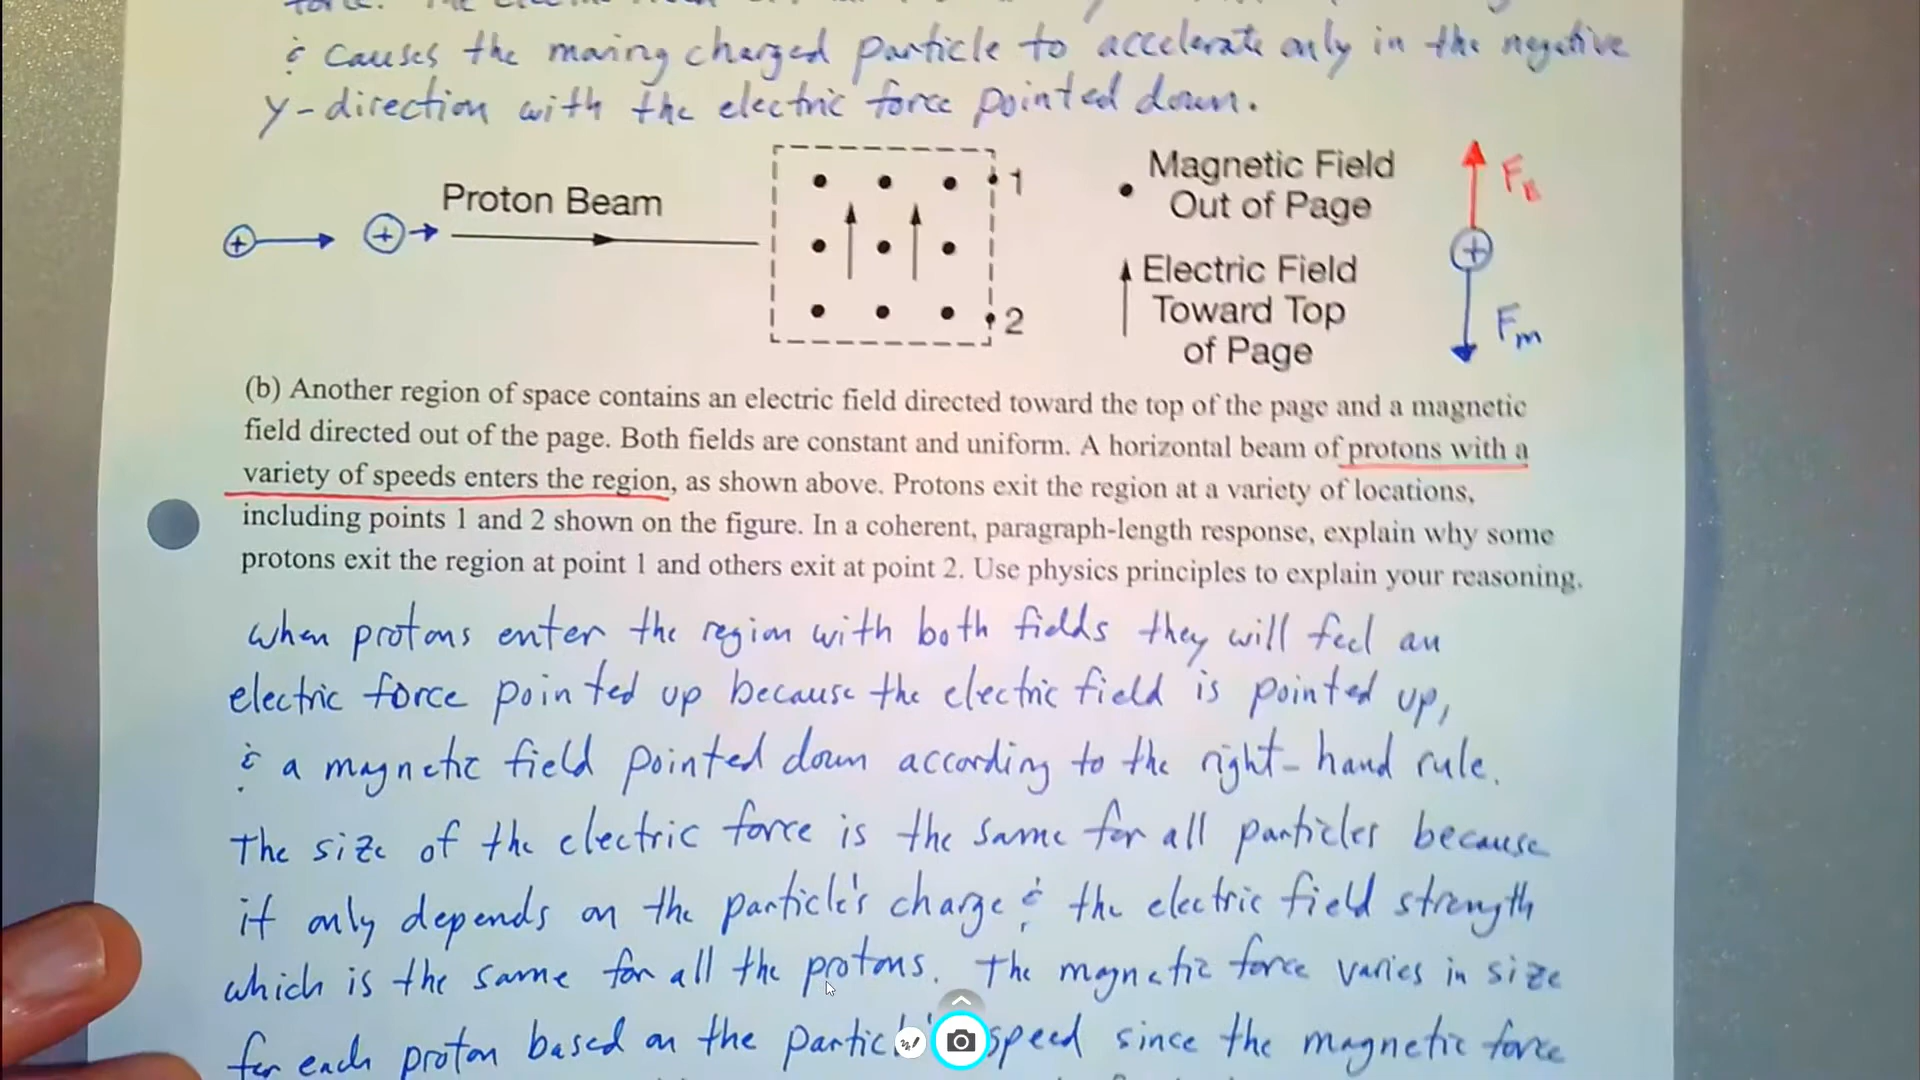 & causes the moving charged particle to accelerate only in the negative
y-direction with the electric force pointed down.
Proton Beam
1
2
Magnetic Field
Out of Page
Electric Field
Toward Top
of Page
+
+
+
F
Fm
(b) Another region of space contains an electric field directed toward the top of the page and a magnetic
field directed out of the page. Both fields are constant and uniform. A horizontal beam of protons with a
variety of speeds enters the region, as shown above. Protons exit the region at a variety of locations,
including points 1 and 2 shown on the figure. In a coherent, paragraph-length response, explain why some
protons exit the region at point 1 and others exit at point 2. Use physics principles to explain your reasoning.
When protons enter the region with both fields they will feel an
electric force pointed up because the electric field is pointed up,
& a magnetic field pointed down according to the right-hand rule.
The size of the electric force is the same for all particles because
it only depends on the particle's charge & the electric field strength
which is the same for all the protons. The magnetic force varies in size
for each proton based on the speed since the magnetic force